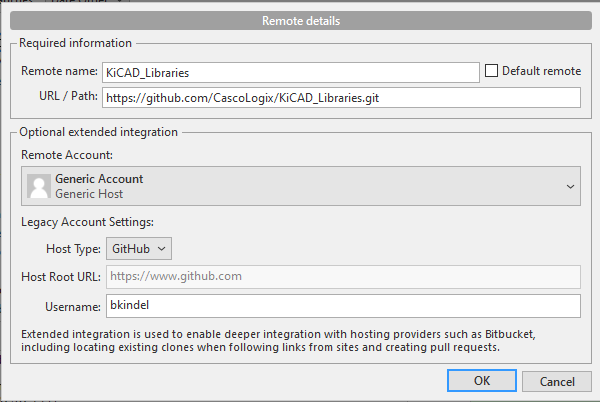 Remote details
Required information
Remote name: KiCAD_Libraries Default remote
URL / Path: https://github.com/CascoLogix/KiCAD_Libraries.git
Optional extended integration
Remote Account:
Generic Account
Generic Host
Legacy Account Settings:
Host Type: GitHub
Host Root URL: https://www.github.com
Username: bkindel
Extended integration is used to enable deeper integration with hosting providers such as Bitbucket,
including locating existing clones when following links from sites and creating pull requests.
OK Cancel